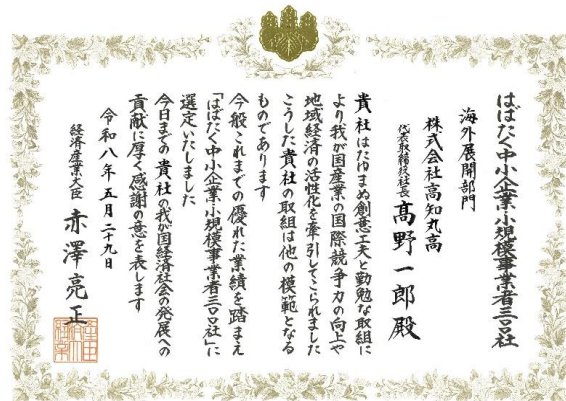 はばたく中小企業・小規模事業者三〇〇社
海外展開部門
株式会社高知丸高
代表取締役社長 髙野一郎殿
貴社はたゆまぬ創意工夫と勤勉な取組に
より我が国産業の国際競争力の向上や
地域経済の活性化を牽引してこられました
こうした貴社の取組は他の模範となる
ものであります
今般これまでの優れた業績を踏まえ
「はばたく中小企業・小規模事業者三〇〇社」に
選定いたしました
今日までの貴社の我が国経済社会の発展への
貢献に厚く感謝の意を表します
令和八年五月二十九日
経済産業大臣 赤澤亮正